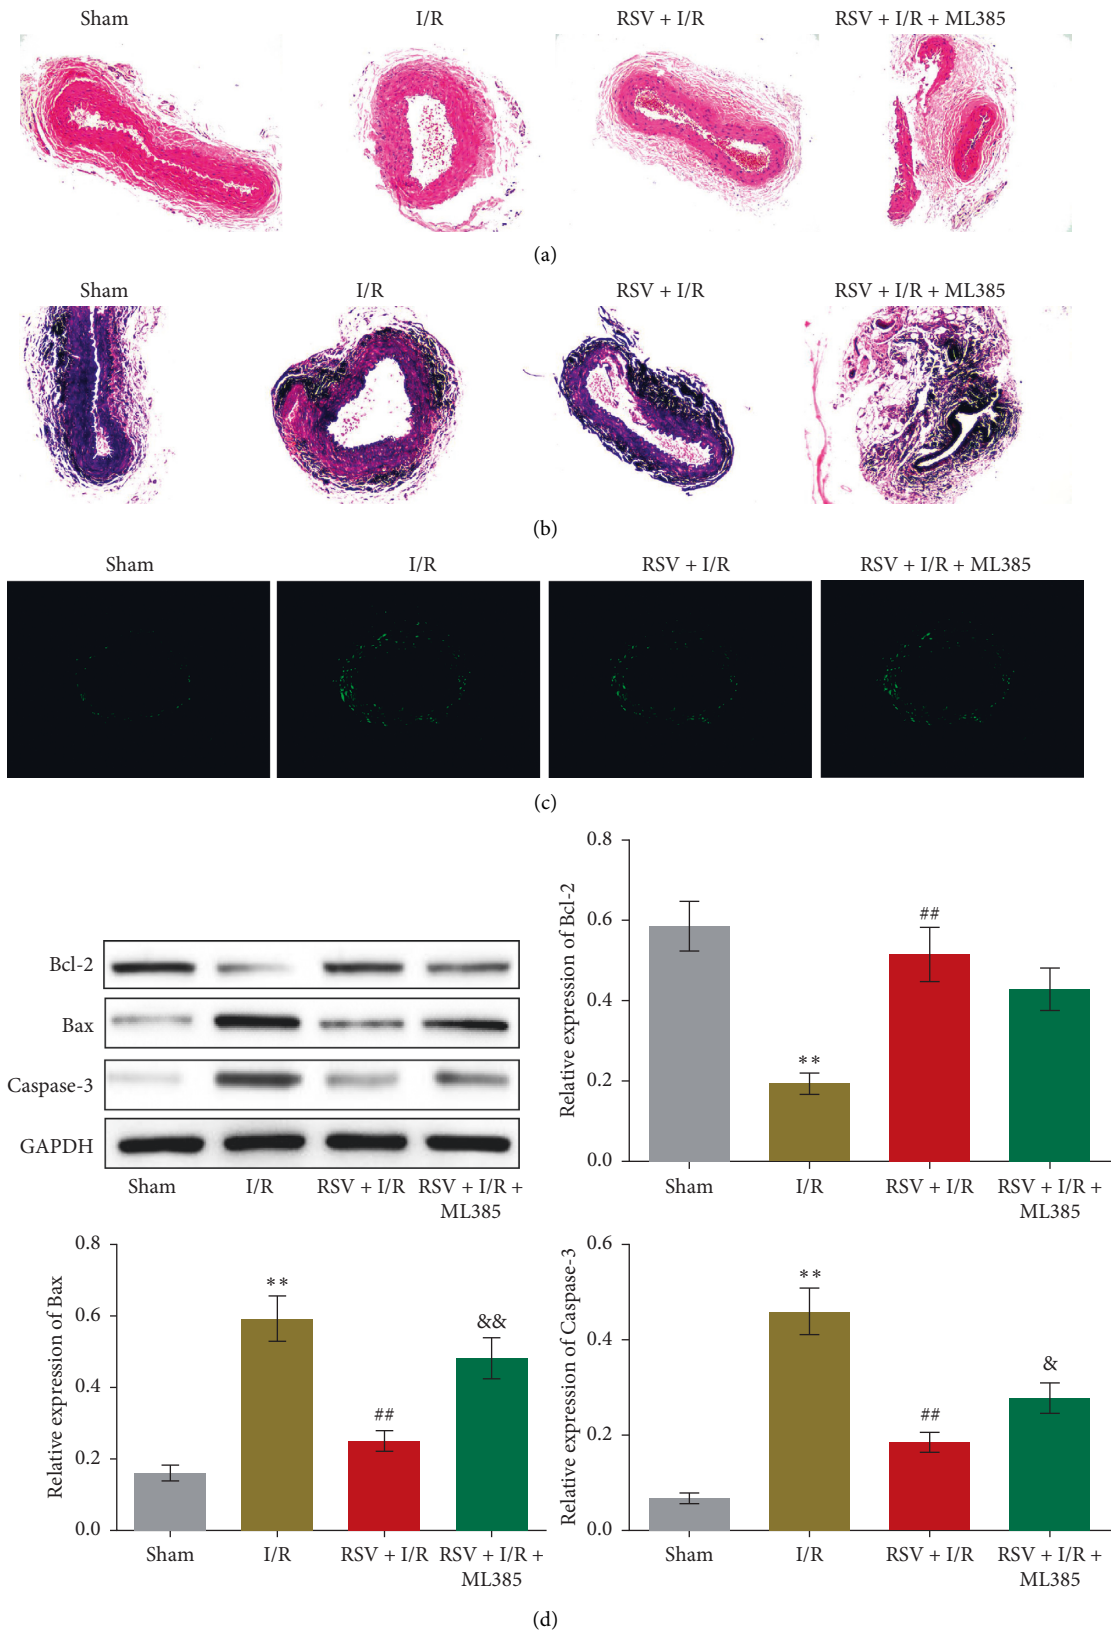 Sham I/R RSV + I/R RSV + I/R + ML385
(a)
Sham I/R RSV + I/R RSV + I/R + ML385
(b)
Sham I/R RSV + I/R RSV + I/R + ML385
(c)
Bcl-2
Bax
Caspase-3
GAPDH
Sham I/R RSV + I/R RSV + I/R +
ML385
Relative expression of Bcl-2
0.8
0.6
0.4
0.2
0.0
**
##
Sham I/R RSV + I/R RSV + I/R +
ML385
Relative expression of Bax
0.8
0.6
0.4
0.2
0.0
**
##
&&
Sham I/R RSV + I/R RSV + I/R +
ML385
Relative expression of Caspase-3
0.6
0.4
0.2
0.0
**
##
&
Sham I/R RSV + I/R RSV + I/R +
ML385
(d)